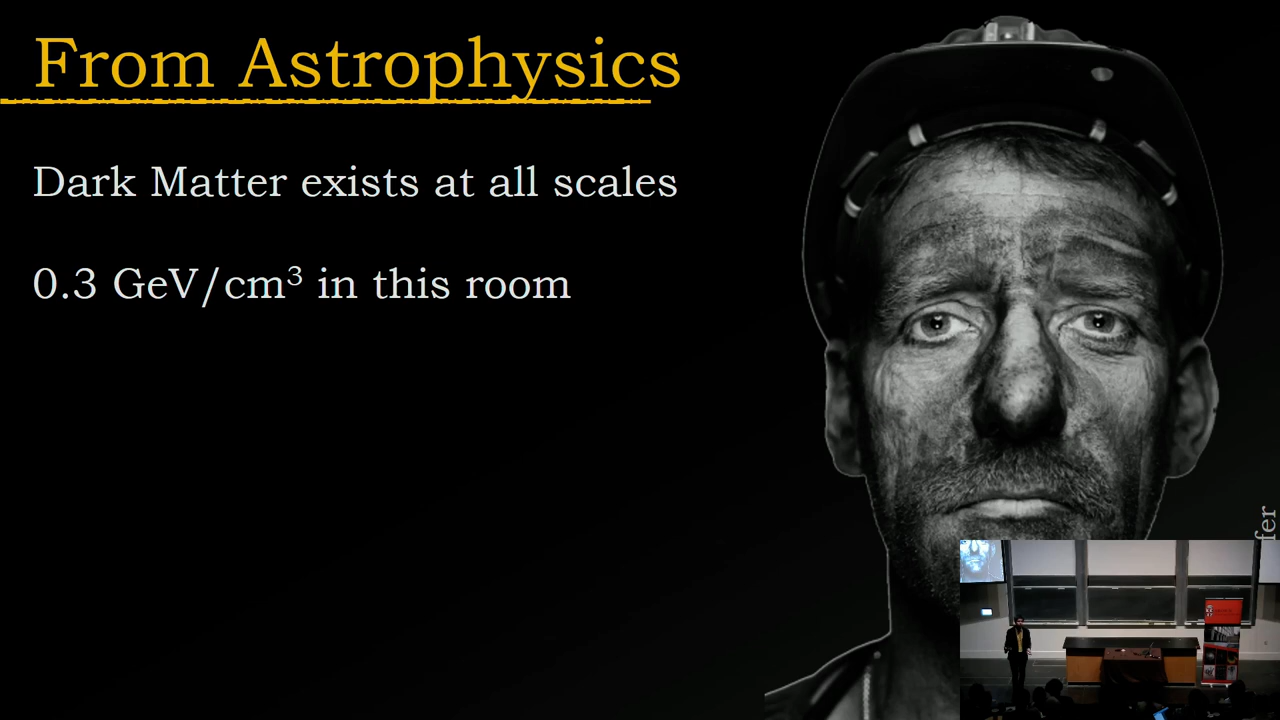 From Astrophysics
Dark Matter exists at all scales
0.3 GeV/cm³ in this room